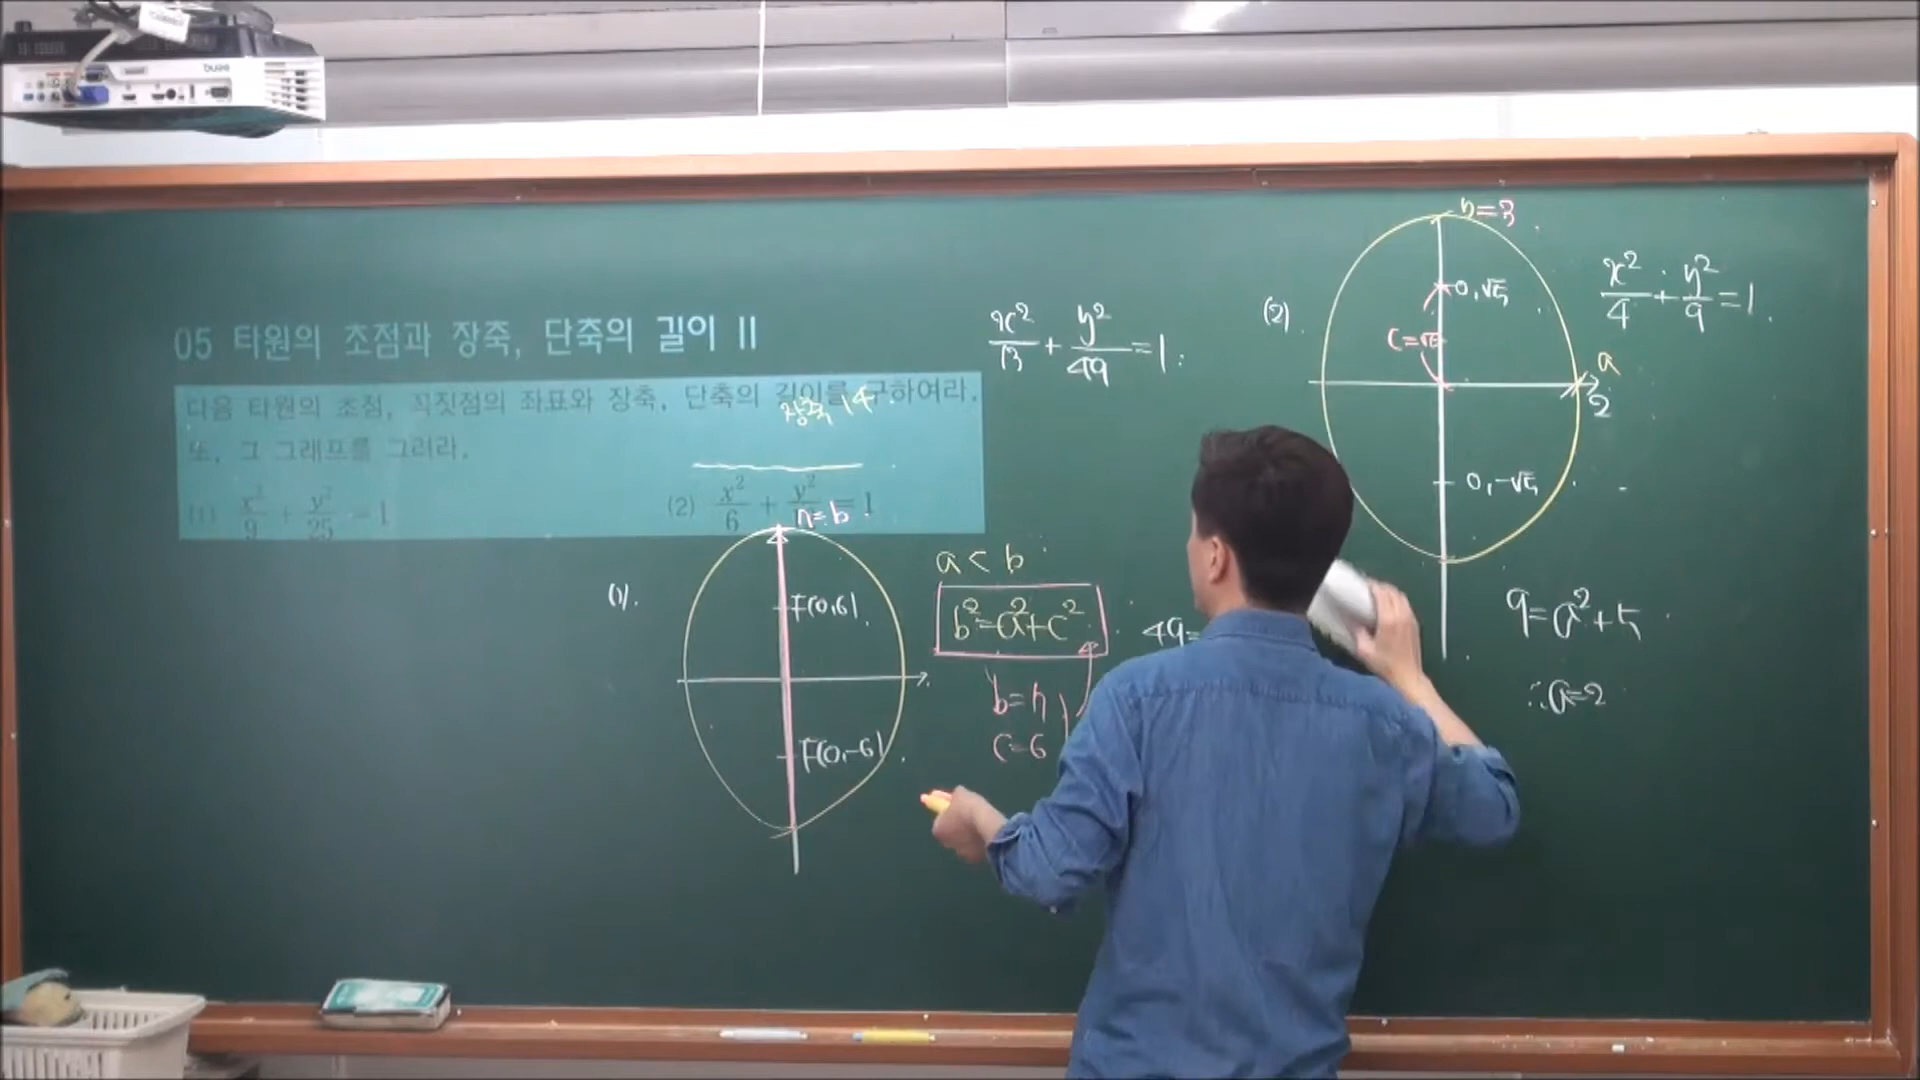 BenQ
05 타원의 초점과 장축, 단축의 길이 II
다음 타원의 초점, 꼭짓점의 좌표와 장축, 단축의 길이를 구하여라.
장축 14
또, 그 그래프를 그려라.
(1) x²/9 + y²/25 = 1
(2) x²/6 + y²/ = 1
x²/13 + y²/49 = 1
(1).
7=b
F(0,6)
F(0,-6)
a < b
b²=a²+c²
b=7
c=6
49=
(2)
b=3
0,√5
c=√5
a
2
0,-√5
x²/4 + y²/9 = 1
9=a²+5
∴a=2